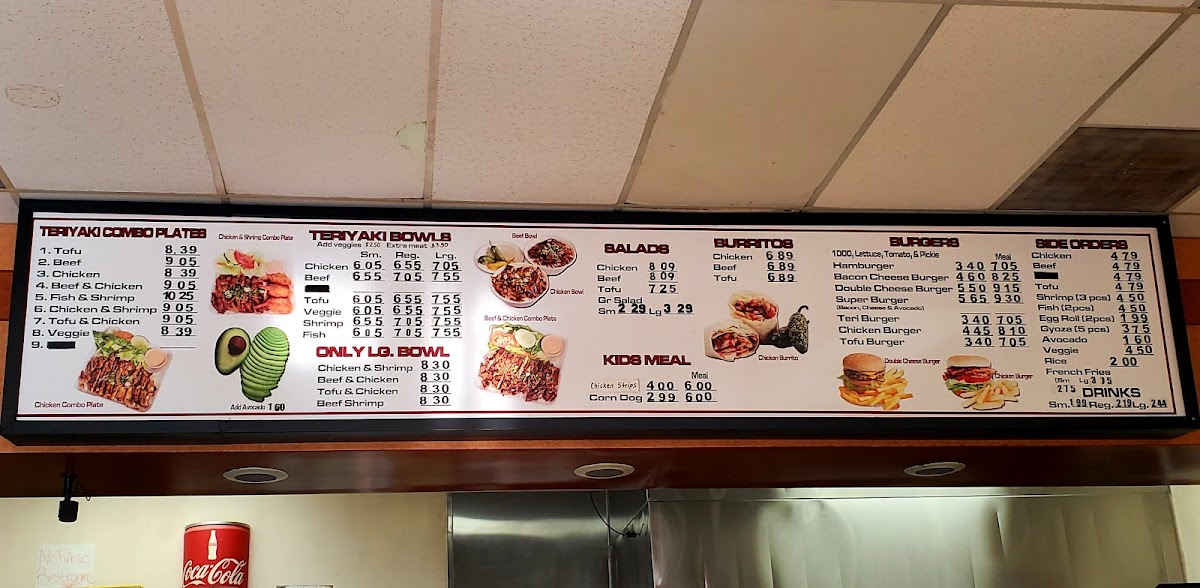 TERIYAKI COMBO PLATES
1. Tofu 8.39
2. Beef 9 05
3. Chicken 8 39
4. Beef & Chicken 9 05
5. Fish & Shrimp 10 25
6. Chicken & Shrimp 9 05
7. Tofu & Chicken 9 05
8. Veggie 8 39
9.
Chicken Combo Plate
Chicken & Shrimp Combo Plate
Add Avocado 1 60
TERIYAKI BOWLS
Add veggies $2.50 Extra meat $3.50
Sm. Reg. Lrg.
Chicken 6 05 6 55 7 05
Beef 6 55 7 05 7 55
Tofu 6 05 6 55 7 55
Veggie 6 05 6 55 7 55
Shrimp 6 55 7 05 7 55
Fish 6 05 7 05 7 55
ONLY LG. BOWL
Chicken & Shrimp 8 30
Beef & Chicken 8 30
Tofu & Chicken 8 30
Beef Shrimp 8 30
Beef Bowl
Chicken Bowl
Beef & Chicken Combo Plate
SALADS
Chicken 8 09
Beef 8 09
Tofu 7 25
Gr Salad
Sm 2 29 Lg 3 29
KIDS MEAL
Meal
Chicken Strips 4 00 6 00
Corn Dog 2 99 6 00
BURRITOS
Chicken 6 89
Beef 6 89
Tofu 6 89
Chicken Burrito
BURGERS
1000, Lettuce, Tomato, & Pickle Meal
Hamburger 3 40 7 05
Bacon Cheese Burger 4 60 8 25
Double Cheese Burger 5 50 9 15
Super Burger 5 65 9 30
(Bacon, Cheese & Avocado)
Teri Burger 3 40 7 05
Chicken Burger 4 45 8 10
Tofu Burger 3 40 7 05
Double Cheese Burger
Chicken Burger
SIDE ORDERS
Chicken 4 79
Beef 4 79
4 79
Tofu 4 79
Shrimp (3 pcs) 4 50
Fish (2pcs) 4 50
Egg Roll (2pcs) 1 99
Gyoza (5 pcs) 3 75
Avocado 1 60
Veggie 4 50
Rice 2 00
French Fries
Sm Lg 3 75
2 75
DRINKS
Sm. 1 99 Reg. 2 19 Lg. 2 44
No Public
Restroom
Coca-Cola